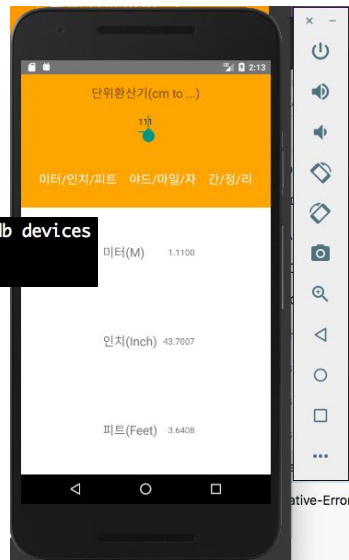 2:13
단위환산기(cm to ...)
111
미터/인치/피트 야드/마일/자 간/정/리
db devices
미터(M) 1.1100
인치(Inch) 43.7007
피트(Feet) 3.6408
ative-Error